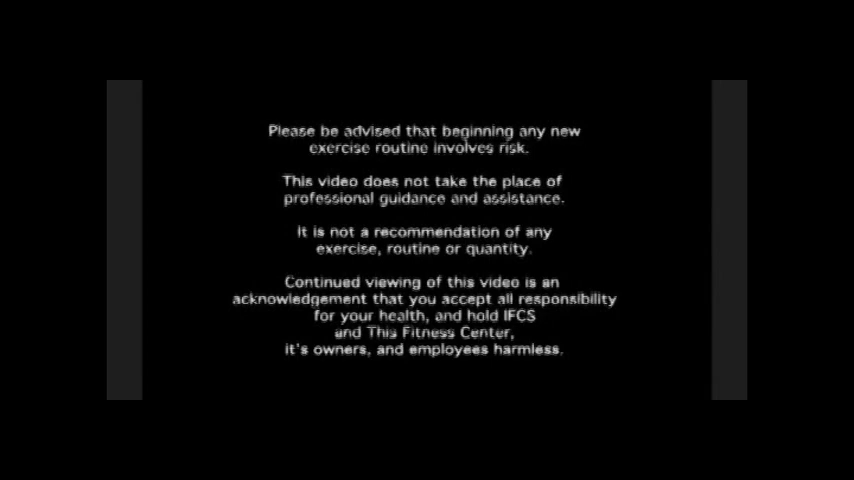 Please be advised that beginning any new
exercise routine involves risk.
This video does not take the place of
professional guidance and assistance.
It is not a recommendation of any
exercise, routine or quantity.
Continued viewing of this video is an
acknowledgement that you accept all responsibility
for your health, and hold IFCS
and This Fitness Center,
it's owners, and employees harmless.